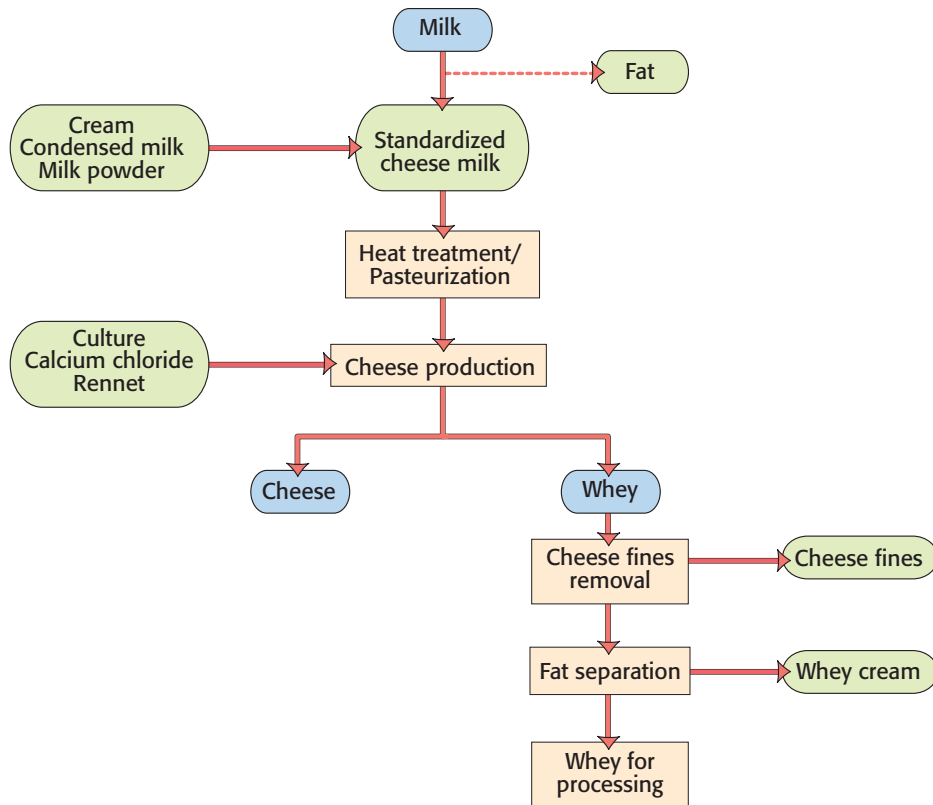 Milk
Fat
Cream
Condensed milk
Milk powder
Standardized
cheese milk
Heat treatment/
Pasteurization
Culture
Calcium chloride
Rennet
Cheese production
Cheese
Whey
Cheese fines
removal
Cheese fines
Fat separation
Whey cream
Whey for
processing